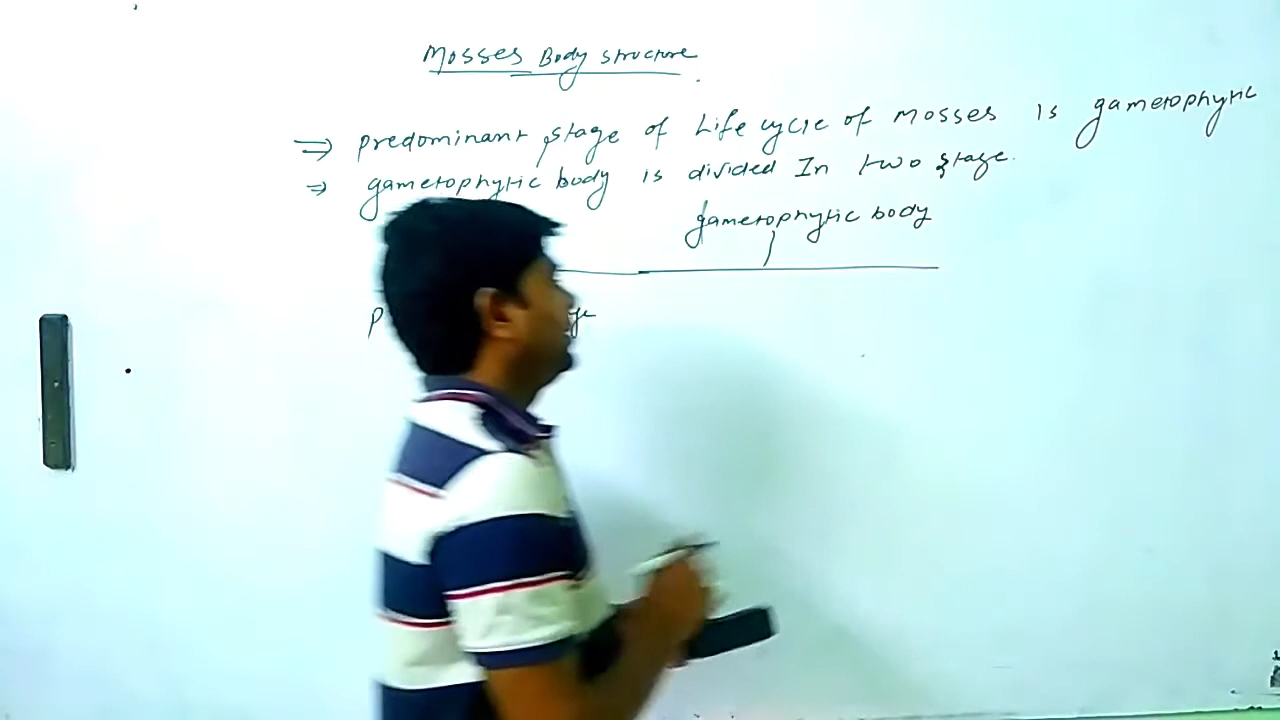 Mosses Body structure
⇒ predominant stage of Life cycle of mosses is gametophytic
⇒ gametophytic body is divided In two stage.
gametophytic body